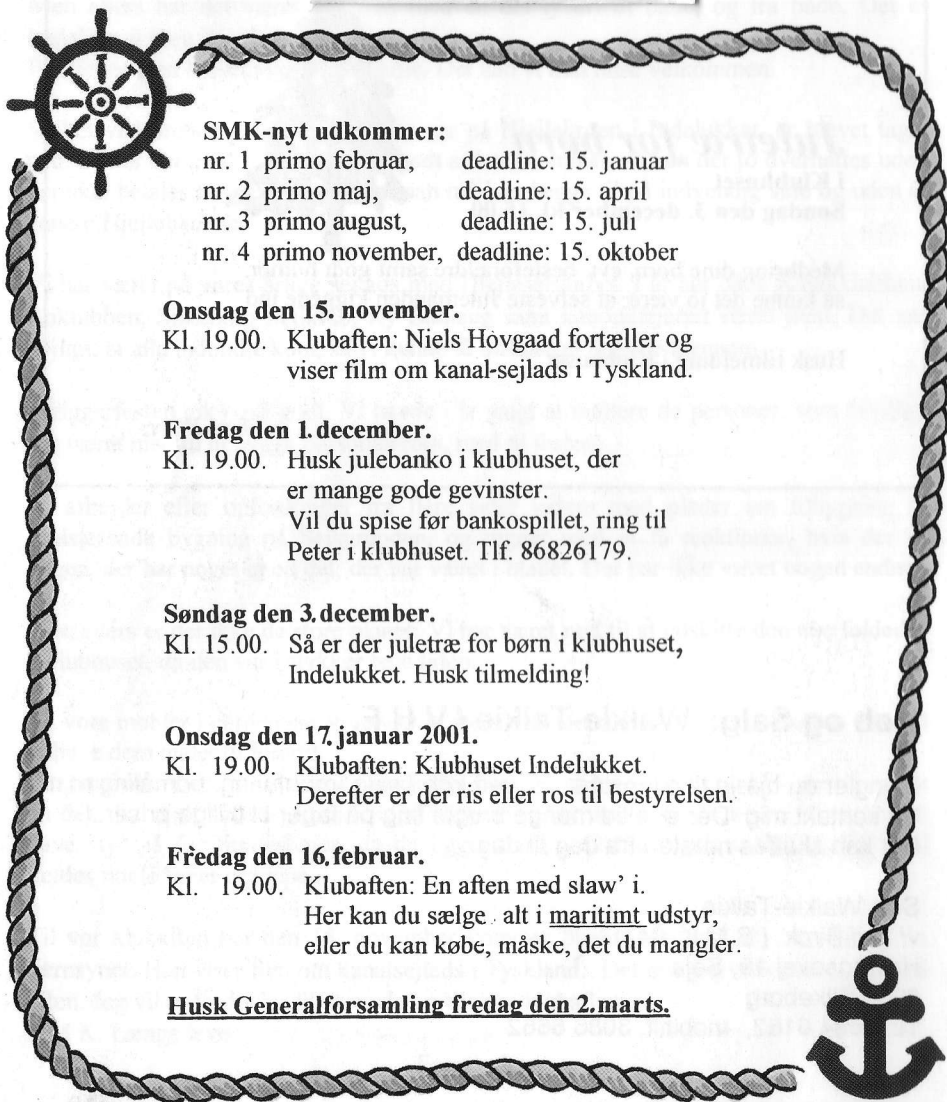 SMK-nyt udkommer:
nr. 1 primo februar, deadline: 15. januar
nr. 2 primo maj, deadline: 15. april
nr. 3 primo august, deadline: 15. juli
nr. 4 primo november, deadline: 15. oktober
Onsdag den 15. november.
Kl. 19.00. Klubaften: Niels Hovgaad fortæller og
viser film om kanal-sejlads i Tyskland.
Fredag den 1. december.
Kl. 19.00. Husk julebanko i klubhuset, der
er mange gode gevinster.
Vil du spise før bankospillet, ring til
Peter i klubhuset. Tlf. 86826179.
Søndag den 3. december.
Kl. 15.00. Så er der juletræ for børn i klubhuset,
Indelukket. Husk tilmelding!
Onsdag den 17. januar 2001.
Kl. 19.00. Klubaften: Klubhuset Indelukket.
Derefter er der ris eller ros til bestyrelsen.
Fredag den 16. februar.
Kl. 19.00. Klubaften: En aften med slaw' i.
Her kan du sælge alt i maritimt udstyr,
eller du kan købe, måske, det du mangler.
Husk Generalforsamling fredag den 2. marts.